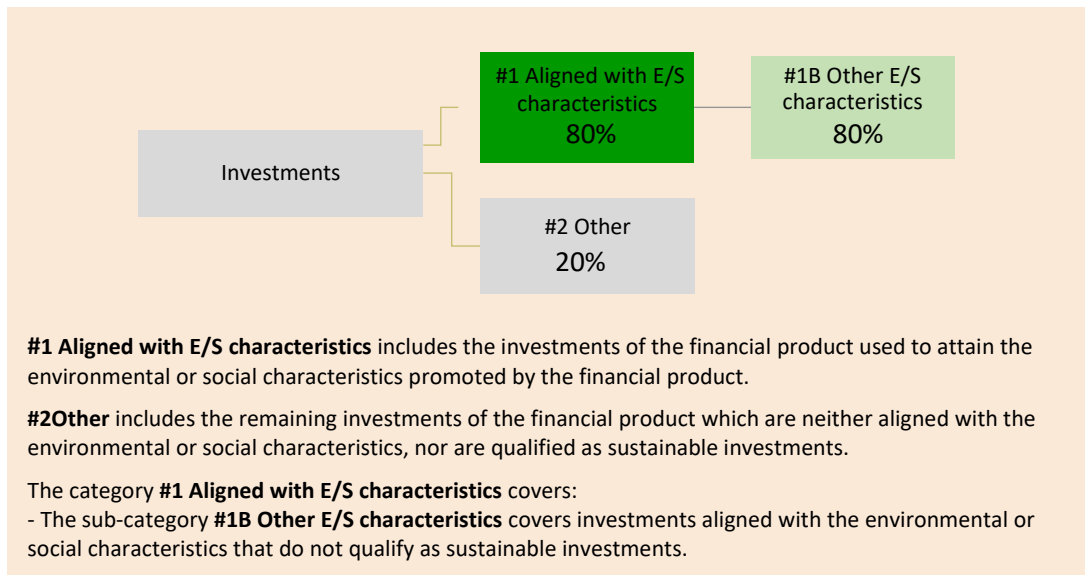 #1 Aligned with E/S
characteristics
80%
#1B Other E/S
characteristics
80%
Investments
#2 Other
20%
#1 Aligned with E/S characteristics includes the investments of the financial product used to attain the
environmental or social characteristics promoted by the financial product.
#2Other includes the remaining investments of the financial product which are neither aligned with the
environmental or social characteristics, nor are qualified as sustainable investments.
The category #1 Aligned with E/S characteristics covers:
- The sub-category #1B Other E/S characteristics covers investments aligned with the environmental or
social characteristics that do not qualify as sustainable investments.